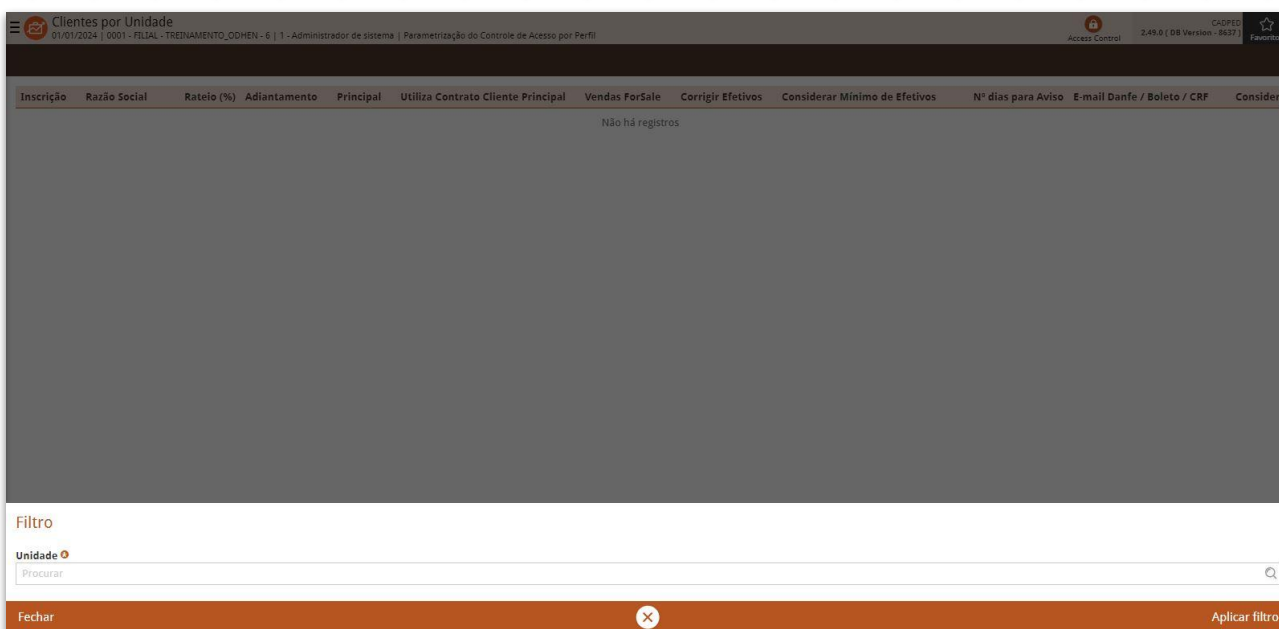 Clientes por Unidade
01/01/2024 | 0001 - FILIAL - TREINAMENTO_ODHEN - 6 | 1 - Administrador de sistema | Parametrização do Controle de Acesso por Perfil
Access Control
CADPED
2.49.0 ( DB Version - 8637 )
Favorito
Inscrição Razão Social Rateio (%) Adiantamento Principal Utiliza Contrato Cliente Principal Vendas ForSale Corrigir Efetivos Considerar Mínimo de Efetivos Nº dias para Aviso E-mail Danfe / Boleto / CRF Consider
Não há registros
Filtro
Unidade
Procurar
Fechar Aplicar filtro